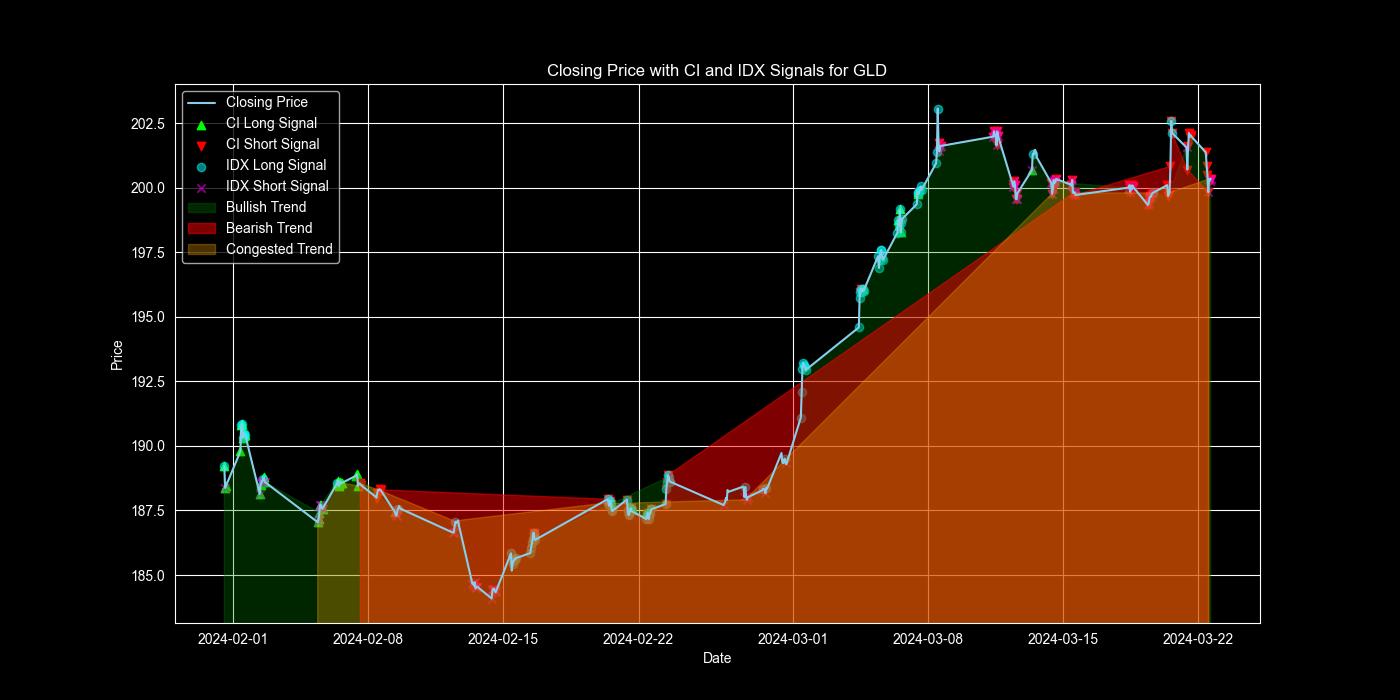 Closing Price with CI and IDX Signals for GLD
Closing Price
CI Long Signal
CI Short Signal
IDX Long Signal
IDX Short Signal
Bullish Trend
Bearish Trend
Congested Trend
Price
202.5
200.0
197.5
195.0
192.5
190.0
187.5
185.0
2024-02-01 2024-02-08 2024-02-15 2024-02-22 2024-03-01 2024-03-08 2024-03-15 2024-03-22
Date